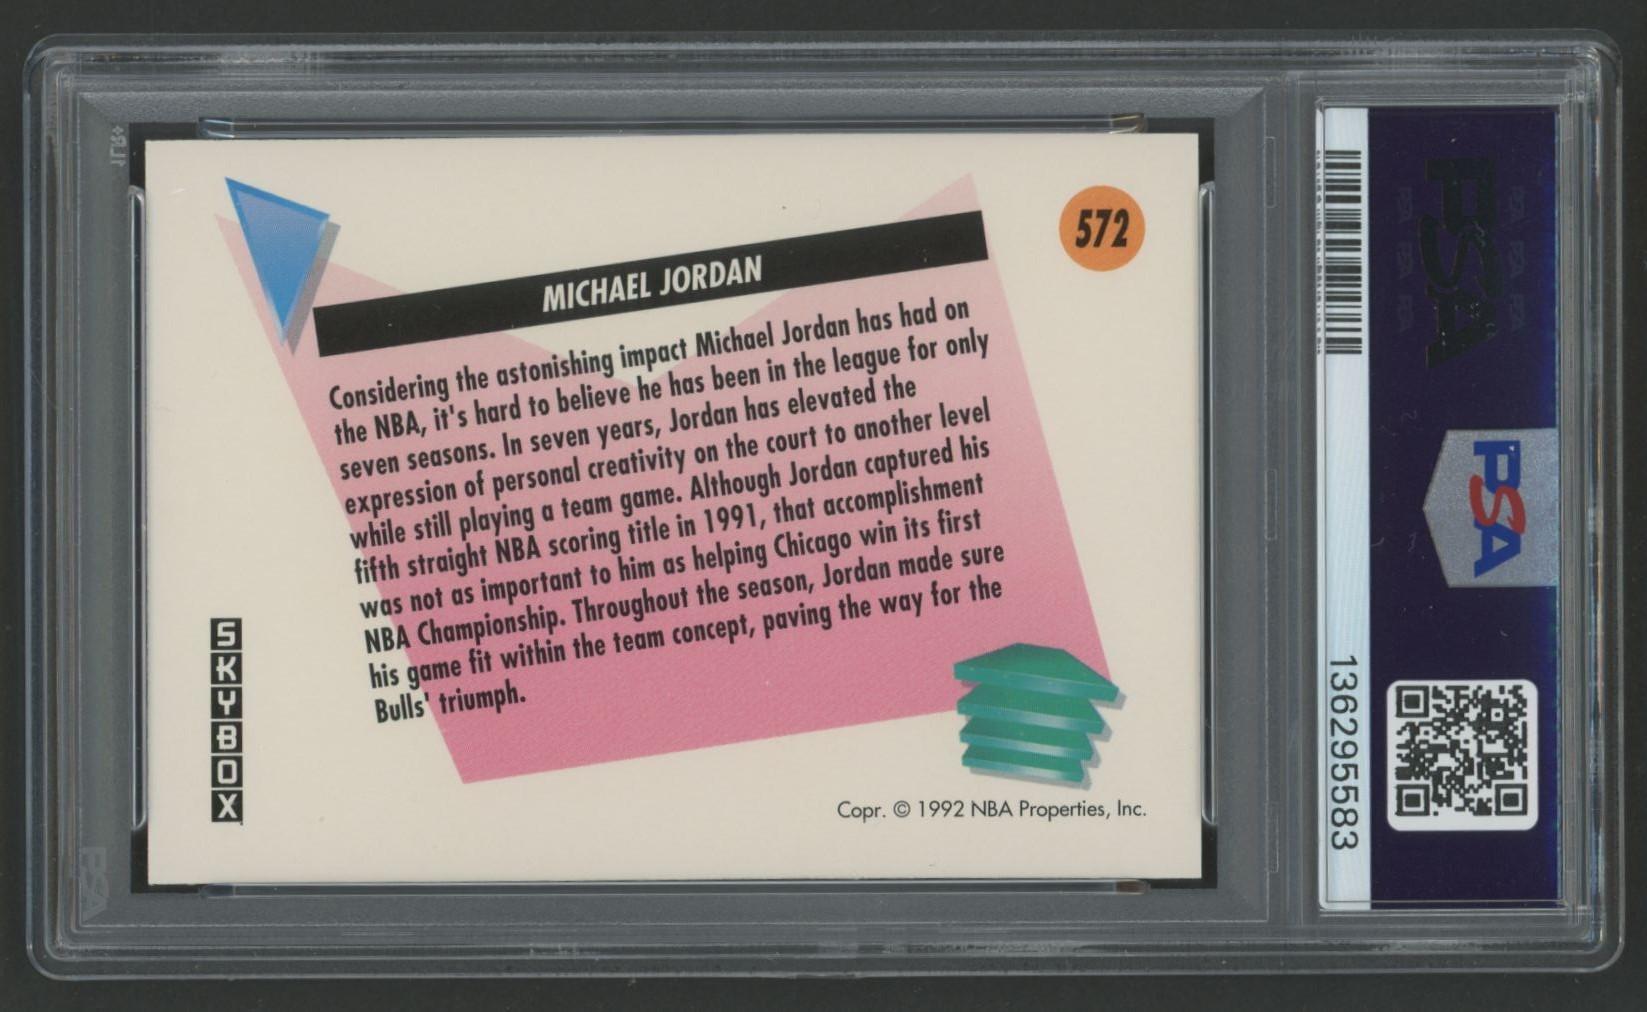 MICHAEL JORDAN
572
Considering the astonishing impact Michael Jordan has had on
the NBA, it's hard to believe he has been in the league for only
seven seasons. In seven years, Jordan has elevated the
expression of personal creativity on the court to another level
while still playing a team game. Although Jordan captured his
fifth straight NBA scoring title in 1991, that accomplishment
was not as important to him as helping Chicago win its first
NBA Championship. Throughout the season, Jordan made sure
his game fit within the team concept, paving the way for the
Bulls' triumph.
SKYBOX
Copr. © 1992 NBA Properties, Inc.
PSA
PSA
136295583
PSA